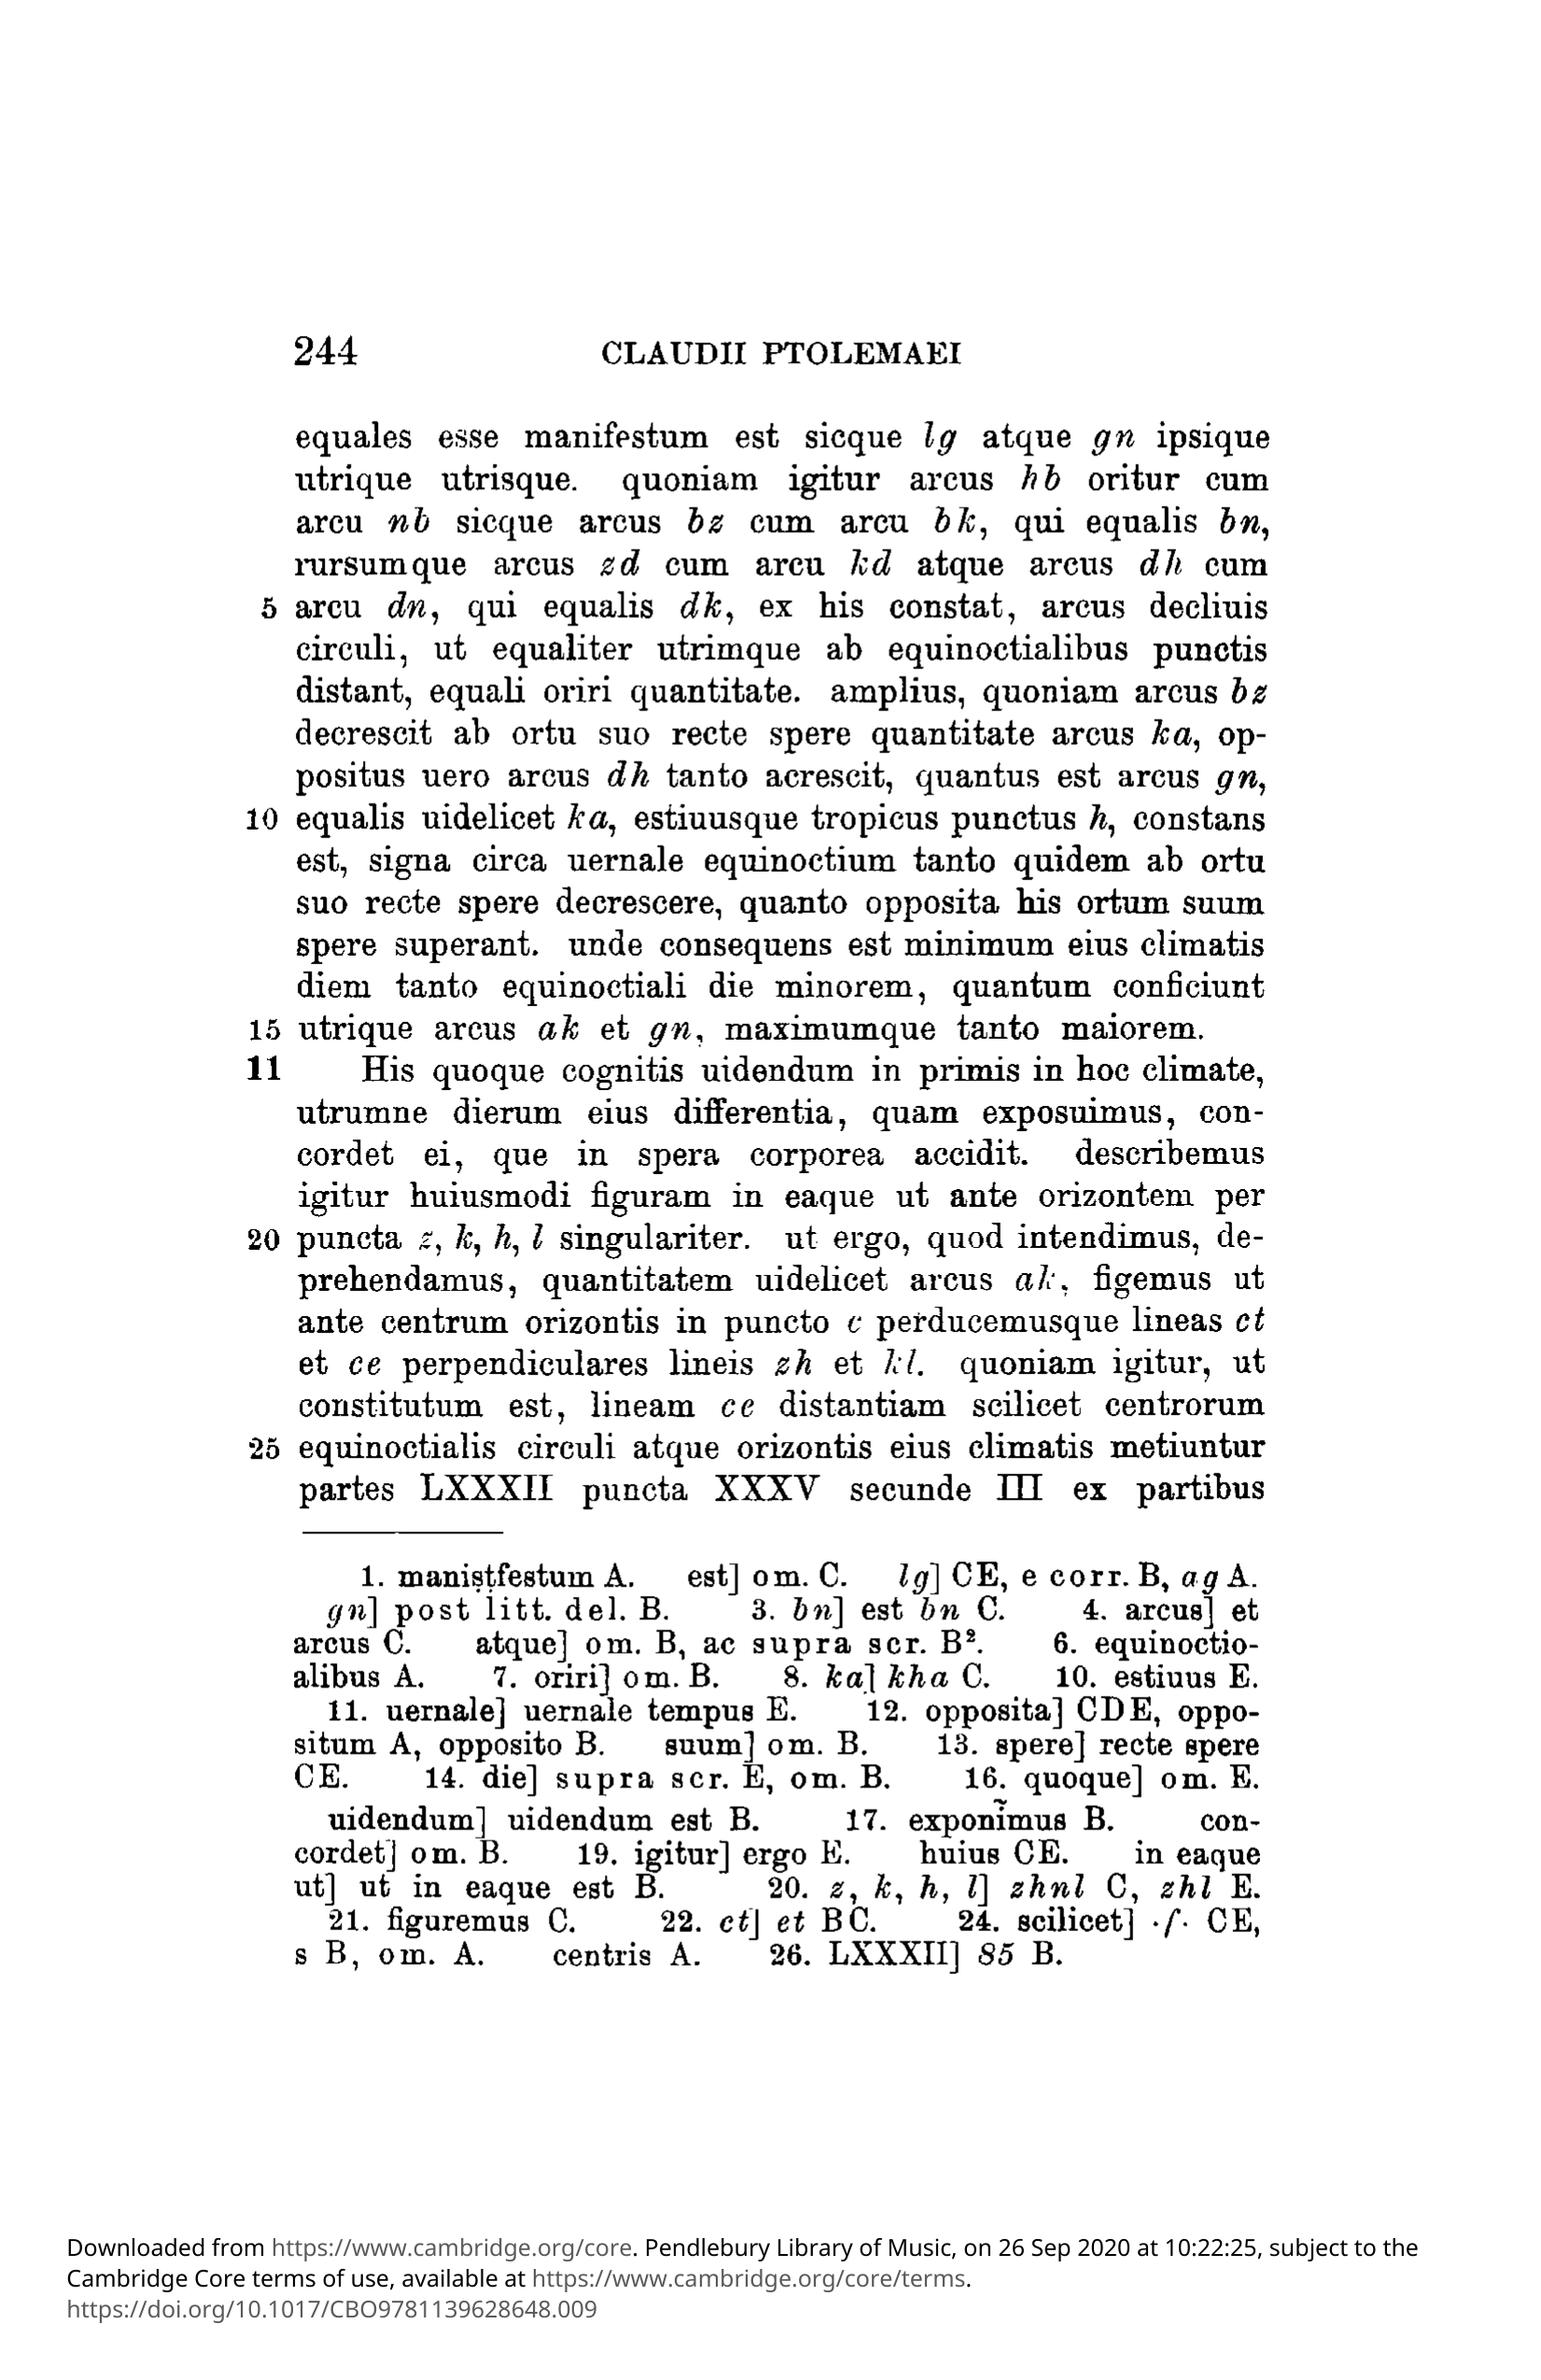 244 CLAUDII PTOLEMAEI
equales esse manifestum est sicque lg atque gn ipsique
utrique utrisque. quoniam igitur arcus hb oritur cum
arcu nb sicque arcus bz cum arcu bk, qui equalis bn,
rursumque arcus zd cum arcu kd atque arcus dh cum
5 arcu dn, qui equalis dk, ex his constat, arcus decliuis
circuli, ut equaliter utrimque ab equinoctialibus punctis
distant, equali oriri quantitate. amplius, quoniam arcus bz
decrescit ab ortu suo recte spere quantitate arcus ka, op-
positus uero arcus dh tanto acrescit, quantus est arcus gn,
10 equalis uidelicet ka, estiuusque tropicus punctus h, constans
est, signa circa uernale equinoctium tanto quidem ab ortu
suo recte spere decrescere, quanto opposita his ortum suum
spere superant. unde consequens est minimum eius climatis
diem tanto equinoctiali die minorem, quantum conficiunt
15 utrique arcus ak et gn, maximumque tanto maiorem.
11 His quoque cognitis uidendum in primis in hoc climate,
utrumne dierum eius differentia, quam exposuimus, con-
cordet ei, que in spera corporea accidit. describemus
igitur huiusmodi figuram in eaque ut ante orizontem per
20 puncta z, k, h, l singulariter. ut ergo, quod intendimus, de-
prehendamus, quantitatem uidelicet arcus ak, figemus ut
ante centrum orizontis in puncto c perducemusque lineas ct
et ce perpendiculares lineis zh et kl. quoniam igitur, ut
constitutum est, lineam ce distantiam scilicet centrorum
25 equinoctialis circuli atque orizontis eius climatis metiuntur
partes LXXXII puncta XXXV secunde III ex partibus
1. maniṣṭfestum A. est] om. C. lg] CE, e corr. B, ag A.
gn] post litt. del. B. 3. bn] est bn C. 4. arcus] et
arcus C. atque] om. B, ac supra scr. B². 6. equinoctio-
alibus A. 7. oriri] om. B. 8. ka] kha C. 10. estiuus E.
11. uernale] uernale tempus E. 12. opposita] CDE, oppo-
situm A, opposito B. suum] om. B. 13. spere] recte spere
CE. 14. die] supra scr. E, om. B. 16. quoque] om. E.
uidendum] uidendum est B. 17. exponim̃us B. con-
cordet] om. B. 19. igitur] ergo E. huius CE. in eaque
ut] ut in eaque est B. 20. z, k, h, l] zhnl C, zhl E.
21. figuremus C. 22. ct] et BC. 24. scilicet] ·ſ· CE,
s B, om. A. centris A. 26. LXXXII] 85 B.
Downloaded from https://www.cambridge.org/core. Pendlebury Library of Music, on 26 Sep 2020 at 10:22:25, subject to the
Cambridge Core terms of use, available at https://www.cambridge.org/core/terms.
https://doi.org/10.1017/CBO9781139628648.009